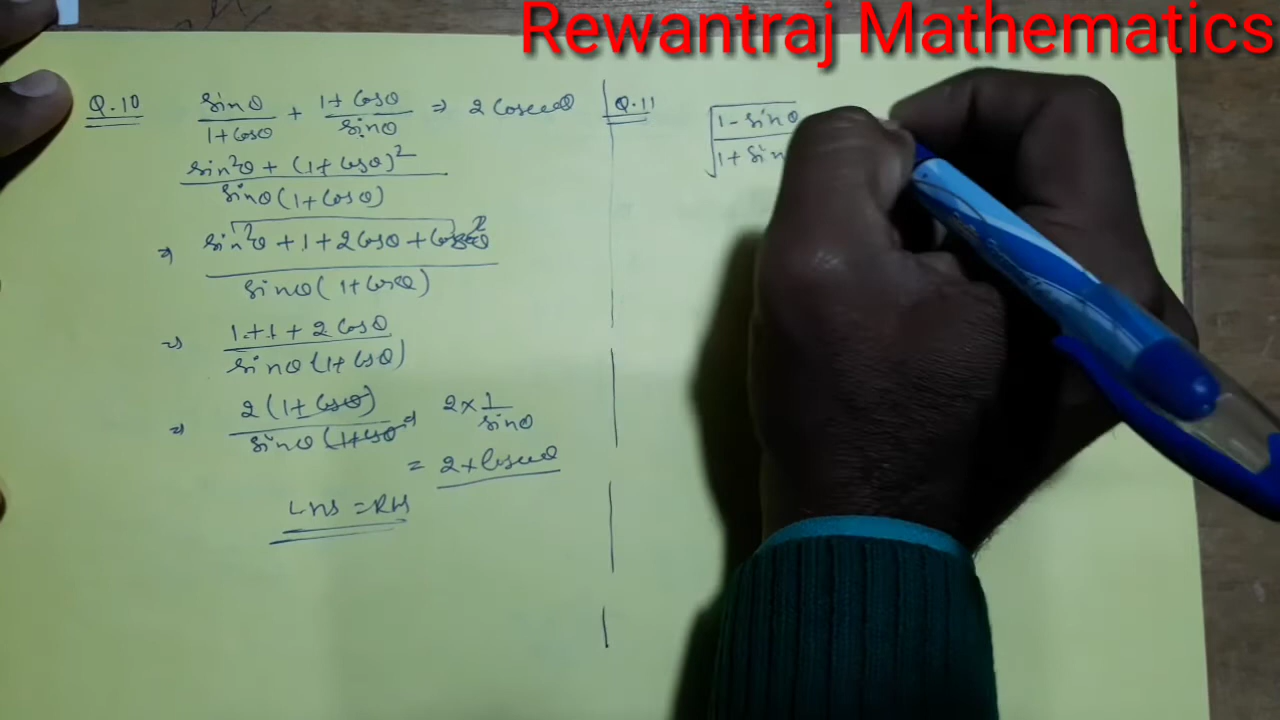 Rewantraj Mathematics
Q.10 sinθ/1+cosθ + 1+cosθ/sinθ ⇒ 2 cosecθ
sin²θ + (1+cosθ)²/sinθ(1+cosθ)
⇒ sin²θ + 1 + 2cosθ + cos²θ/sinθ(1+cosθ)
⇒ 1+1+2cosθ/sinθ(1+cosθ)
⇒ 2(1+cosθ)/sinθ(1+cosθ) ⇒ 2×1/sinθ
= 2×cosecθ
LHS = RHS
Q.11 √1-sinθ/1+sin